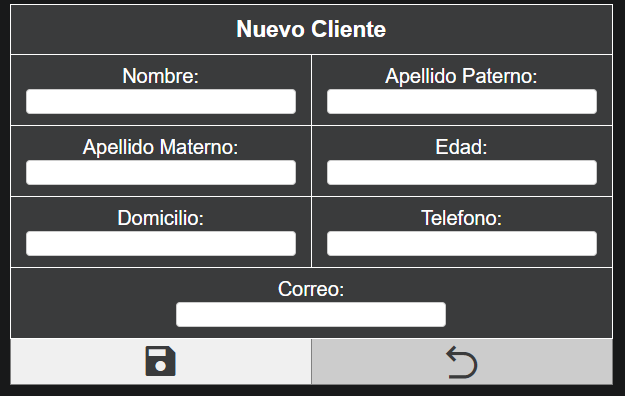 Nuevo Cliente
Nombre: Apellido Paterno:
Apellido Materno: Edad:
Domicilio: Telefono:
Correo: